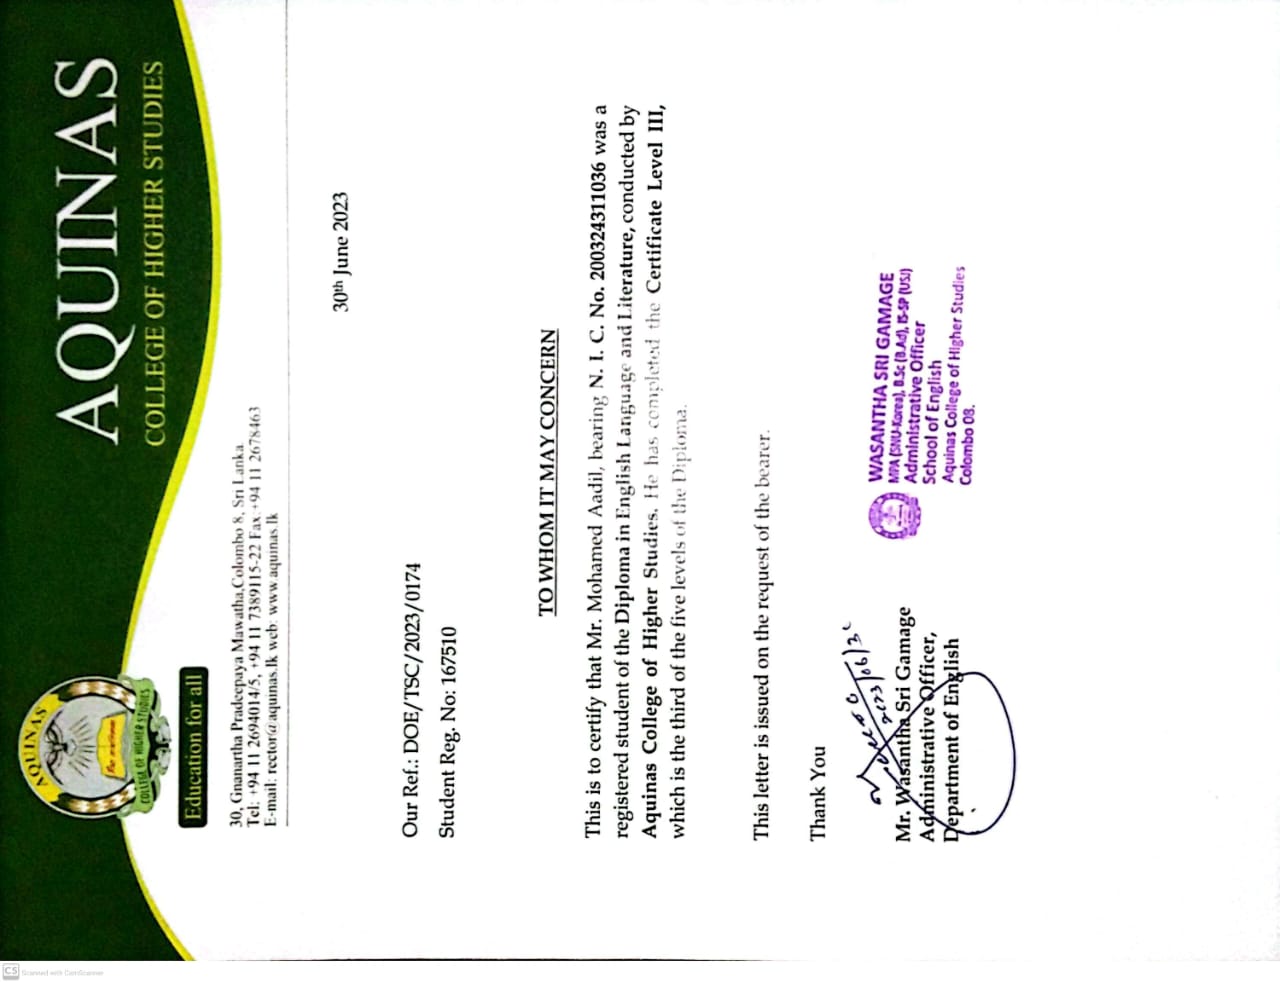 CS
Scanned with CamScanner
AQUINAS
COLLEGE OF HIGHER STUDIES
Education for all
AQUINAS
COLLEGE OF HIGHER STUDIES
30, Gnanartha Pradeepaya Mawatha,Colombo 8, Sri Lanka
Tel: +94 11 2694014/5, +94 11 7389115-22 Fax:+94 11 2678463
E-mail: rector@aquinas.lk web: www.aquinas.lk
30th June 2023
Our Ref.: DOE/TSC/2023/0174
Student Reg. No: 167510
TO WHOM IT MAY CONCERN
This is to certify that Mr. Mohamed Aadil, bearing N. I. C. No. 200324311036 was a
registered student of the Diploma in English Language and Literature, conducted by
Aquinas College of Higher Studies. He has completed the Certificate Level III,
which is the third of the five levels of the Diploma.
This letter is issued on the request of the bearer.
Thank You
2023/06/3
Mr. Wasantha Sri Gamage
Administrative Officer,
Department of English
WASANTHA SRI GAMAGE
MPA (SNU-Korea), B.Sc (B.Ad), IS-SP (USJ)
Administrative Officer
School of English
Aquinas College of Higher Studies
Colombo 08.